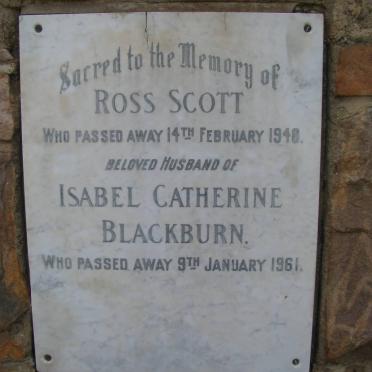 Sacred to the Memory of
ROSS SCOTT
WHO PASSED AWAY 14TH FEBRUARY 1940.
BELOVED HUSBAND OF
ISABEL CATHERINE
BLACKBURN.
WHO PASSED AWAY 9TH JANUARY 1961.